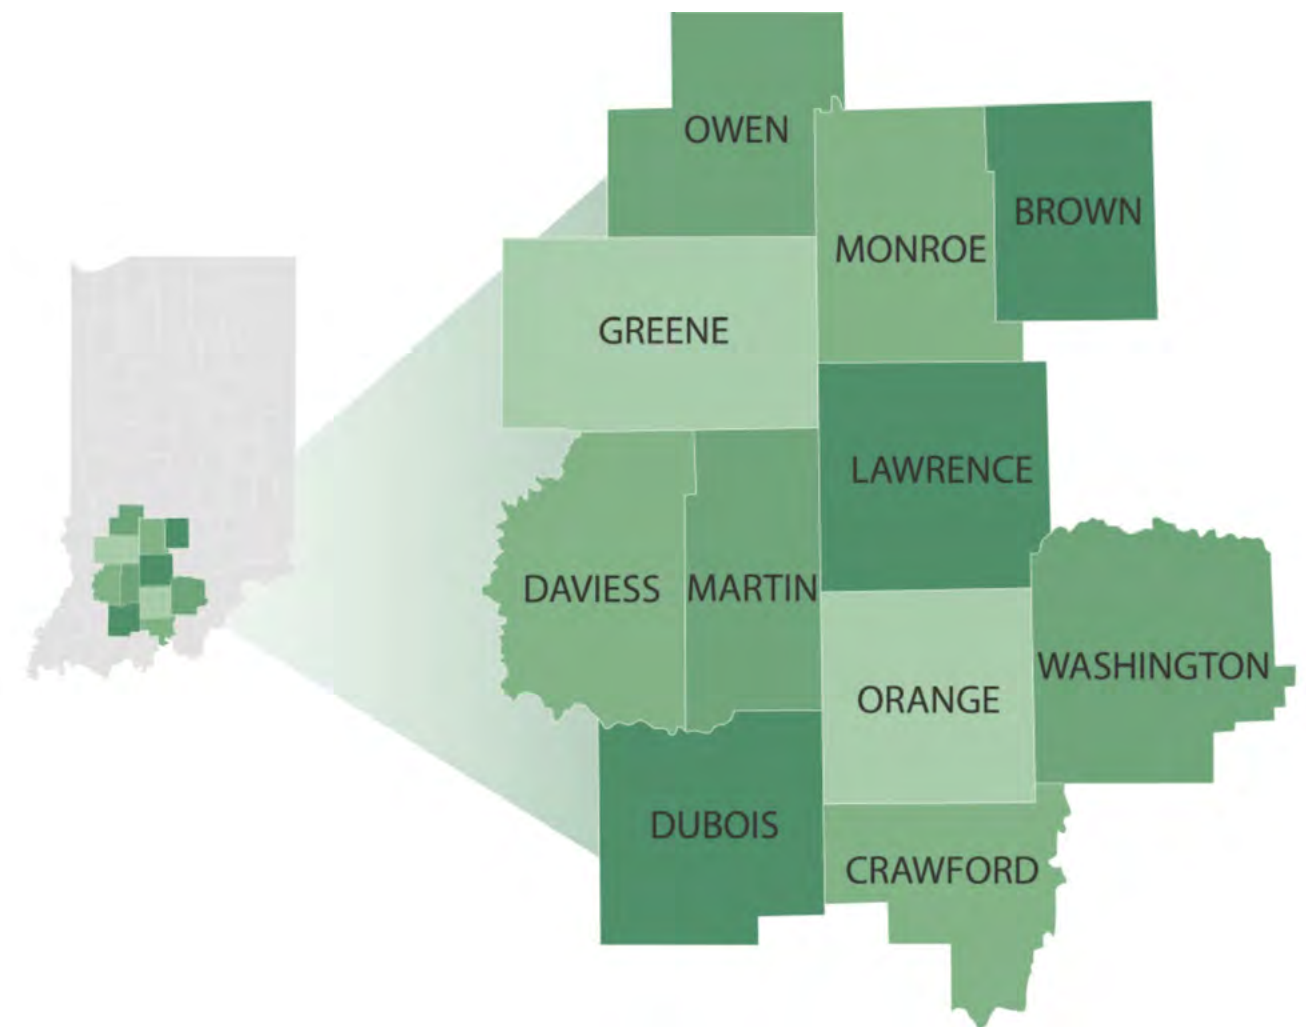 OWEN
BROWN
MONROE
GREENE
LAWRENCE
DAVIESS
MARTIN
WASHINGTON
ORANGE
DUBOIS
CRAWFORD